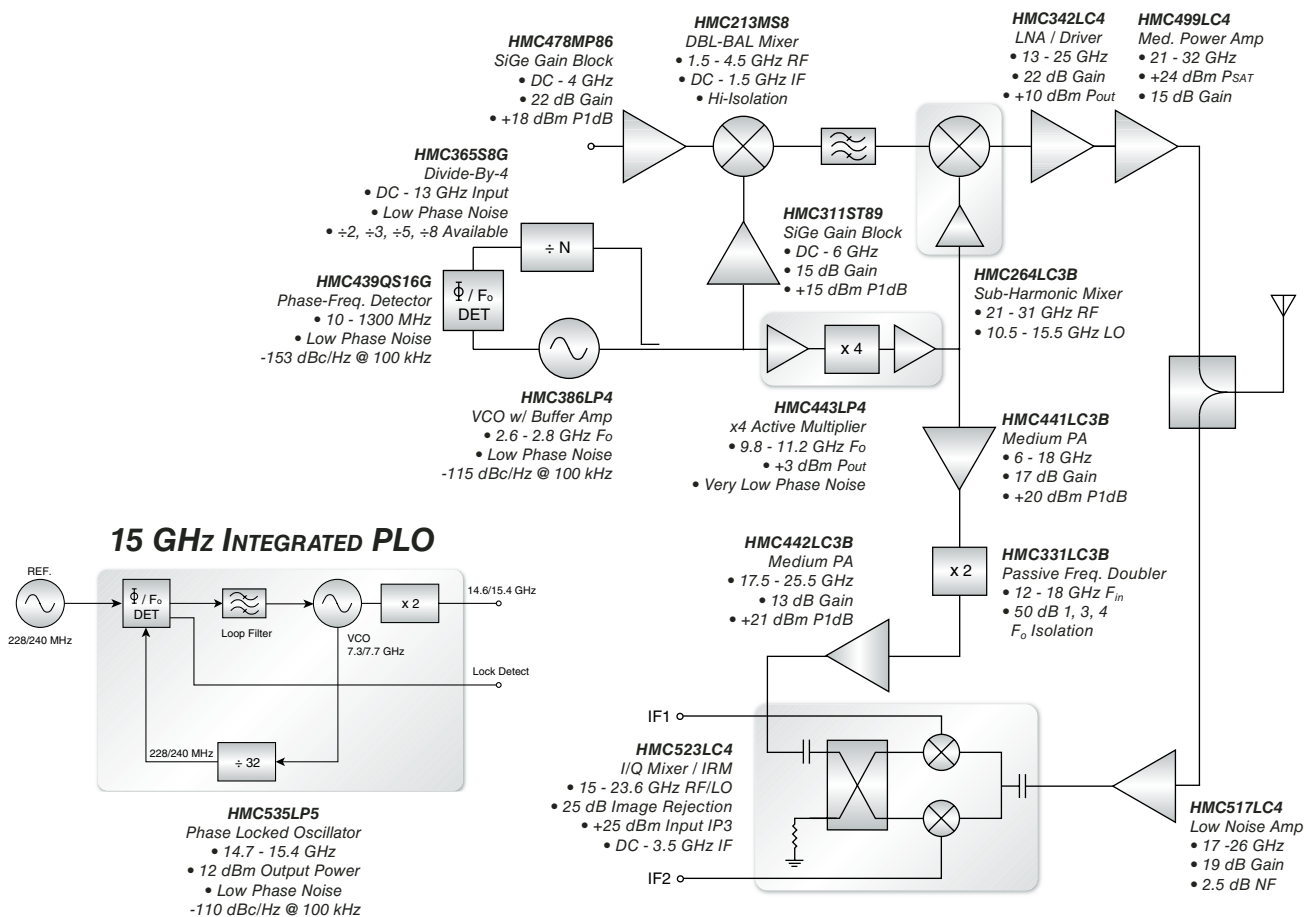 HMC478MP86
SiGe Gain Block
• DC - 4 GHz
• 22 dB Gain
• +18 dBm P1dB
HMC213MS8
DBL-BAL Mixer
• 1.5 - 4.5 GHz RF
• DC - 1.5 GHz IF
• Hi-Isolation
HMC342LC4
LNA / Driver
• 13 - 25 GHz
• 22 dB Gain
• +10 dBm Pout
HMC499LC4
Med. Power Amp
• 21 - 32 GHz
• +24 dBm PSAT
• 15 dB Gain
HMC365S8G
Divide-By-4
• DC - 13 GHz Input
• Low Phase Noise
• ÷2, ÷3, ÷5, ÷8 Available
÷ N
HMC311ST89
SiGe Gain Block
• DC - 6 GHz
• 15 dB Gain
• +15 dBm P1dB
HMC264LC3B
Sub-Harmonic Mixer
• 21 - 31 GHz RF
• 10.5 - 15.5 GHz LO
HMC439QS16G
Phase-Freq. Detector
• 10 - 1300 MHz
• Low Phase Noise
-153 dBc/Hz @ 100 kHz
Φ / Fo
DET
x 4
HMC386LP4
VCO w/ Buffer Amp
• 2.6 - 2.8 GHz Fo
• Low Phase Noise
-115 dBc/Hz @ 100 kHz
HMC443LP4
x4 Active Multiplier
• 9.8 - 11.2 GHz Fo
• +3 dBm Pout
• Very Low Phase Noise
HMC441LC3B
Medium PA
• 6 - 18 GHz
• 17 dB Gain
• +20 dBm P1dB
15 GHz Integrated PLO
REF.
228/240 MHz
Φ / Fo
DET
Loop Filter
VCO
7.3/7.7 GHz
x 2
14.6/15.4 GHz
Lock Detect
228/240 MHz
÷ 32
HMC535LP5
Phase Locked Oscillator
• 14.7 - 15.4 GHz
• 12 dBm Output Power
• Low Phase Noise
-110 dBc/Hz @ 100 kHz
HMC442LC3B
Medium PA
• 17.5 - 25.5 GHz
• 13 dB Gain
• +21 dBm P1dB
x 2
HMC331LC3B
Passive Freq. Doubler
• 12 - 18 GHz Fin
• 50 dB 1, 3, 4
Fo Isolation
IF1
HMC523LC4
I/Q Mixer / IRM
• 15 - 23.6 GHz RF/LO
• 25 dB Image Rejection
• +25 dBm Input IP3
• DC - 3.5 GHz IF
IF2
HMC517LC4
Low Noise Amp
• 17 -26 GHz
• 19 dB Gain
• 2.5 dB NF